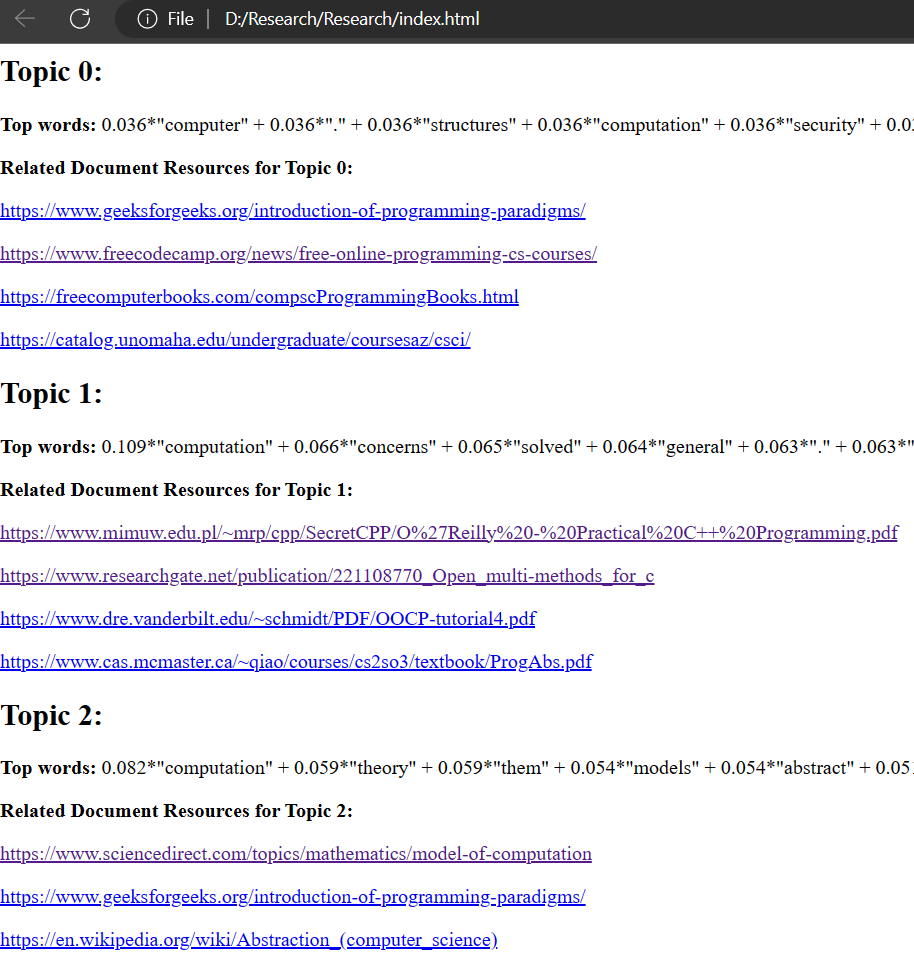 File | D:/Research/Research/index.html
Topic 0:
Top words: 0.036*"computer" + 0.036*"." + 0.036*"structures" + 0.036*"computation" + 0.036*"security" + 0.0
Related Document Resources for Topic 0:
https://www.geeksforgeeks.org/introduction-of-programming-paradigms/
https://www.freecodecamp.org/news/free-online-programming-cs-courses/
https://freecomputerbooks.com/compscProgrammingBooks.html
https://catalog.unomaha.edu/undergraduate/coursesaz/csci/
Topic 1:
Top words: 0.109*"computation" + 0.066*"concerns" + 0.065*"solved" + 0.064*"general" + 0.063*"." + 0.063*"
Related Document Resources for Topic 1:
https://www.mimuw.edu.pl/~mrp/cpp/SecretCPP/O%27Reilly%20-%20Practical%20C++%20Programming.pdf
https://www.researchgate.net/publication/221108770_Open_multi-methods_for_c
https://www.dre.vanderbilt.edu/~schmidt/PDF/OOCP-tutorial4.pdf
https://www.cas.mcmaster.ca/~qiao/courses/cs2so3/textbook/ProgAbs.pdf
Topic 2:
Top words: 0.082*"computation" + 0.059*"theory" + 0.059*"them" + 0.054*"models" + 0.054*"abstract" + 0.051
Related Document Resources for Topic 2:
https://www.sciencedirect.com/topics/mathematics/model-of-computation
https://www.geeksforgeeks.org/introduction-of-programming-paradigms/
https://en.wikipedia.org/wiki/Abstraction_(computer_science)